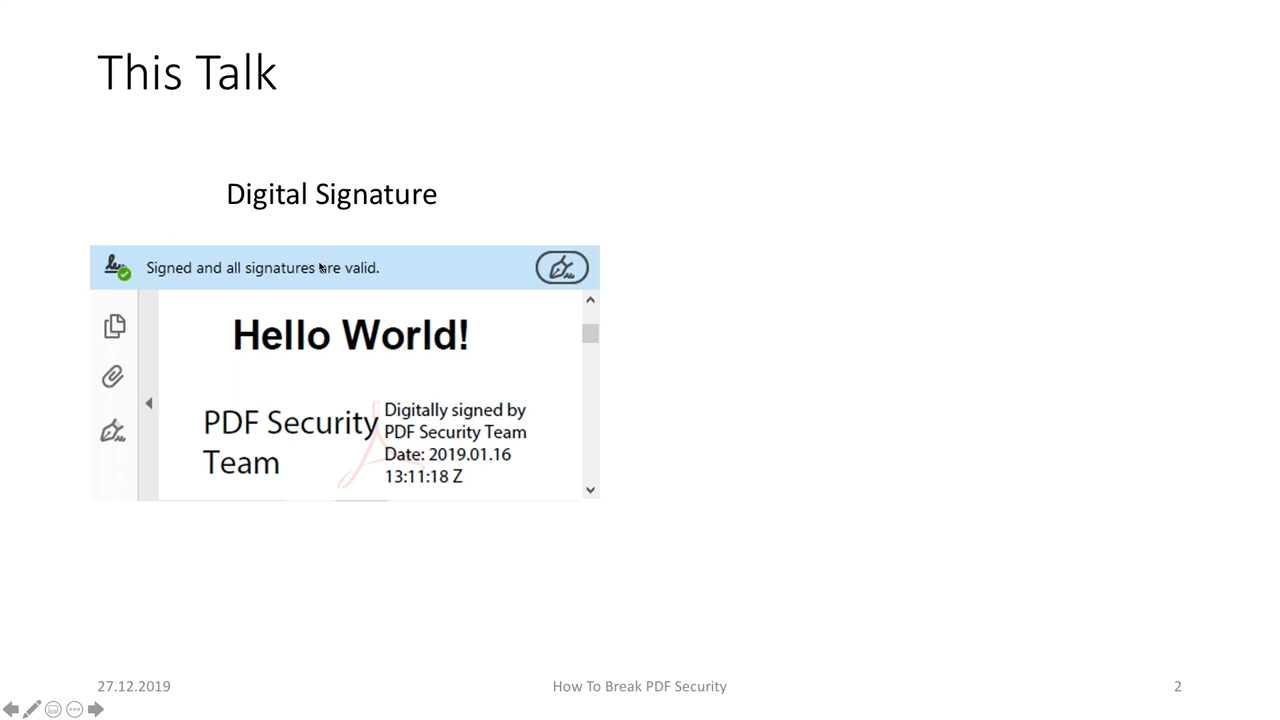 This Talk
Digital Signature
Signed and all signatures are valid.
Hello World!
PDF Security
Team
Digitally signed by
PDF Security Team
Date: 2019.01.16
13:11:18 Z
27.12.2019
How To Break PDF Security
2